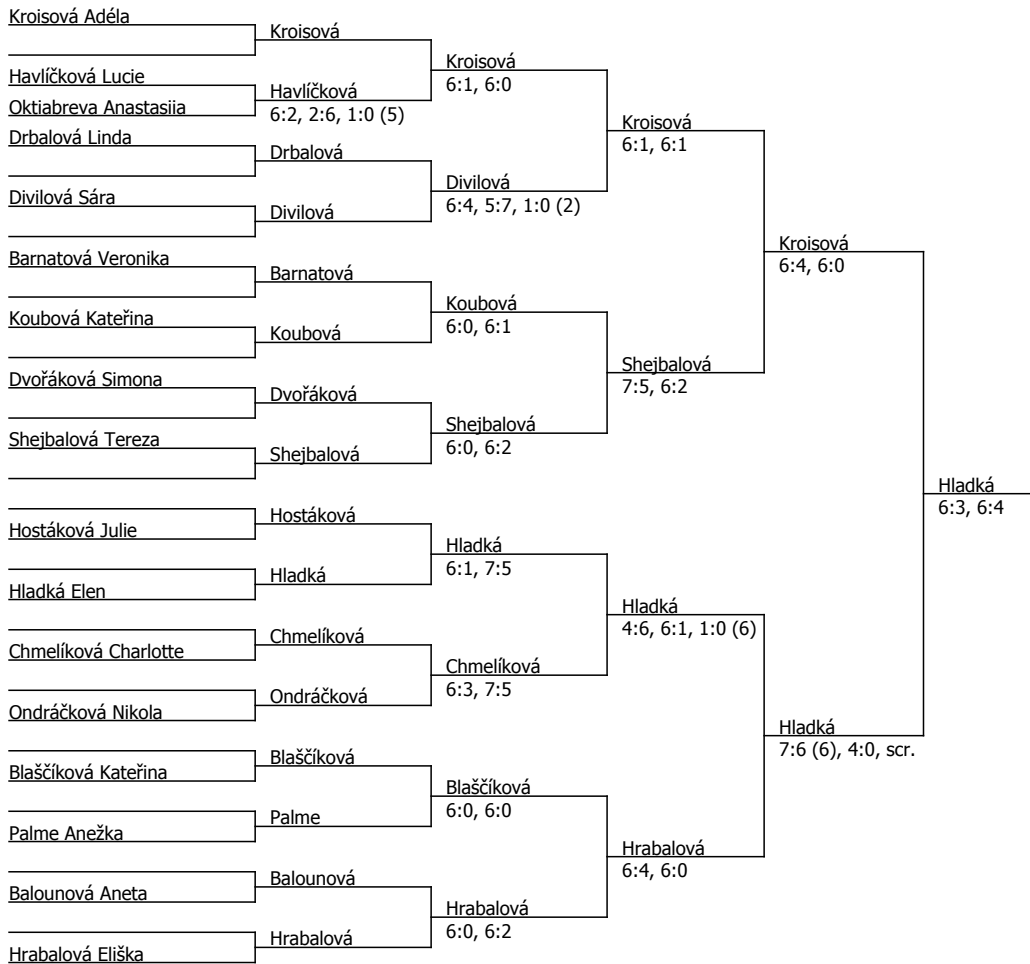 Kroisová Adéla
Havlíčková Lucie
Oktiabreva Anastasiia
Drbalová Linda
Divilová Sára
Barnatová Veronika
Koubová Kateřina
Dvořáková Simona
Shejbalová Tereza
Hostáková Julie
Hladká Elen
Chmelíková Charlotte
Ondráčková Nikola
Blaščíková Kateřina
Palme Anežka
Balounová Aneta
Hrabalová Eliška
Kroisová
Havlíčková
6:2, 2:6, 1:0 (5)
Drbalová
Divilová
Barnatová
Koubová
Dvořáková
Shejbalová
Hostáková
Hladká
Chmelíková
Ondráčková
Blaščíková
Palme
Balounová
Hrabalová
Kroisová
6:1, 6:0
Divilová
6:4, 5:7, 1:0 (2)
Koubová
6:0, 6:1
Shejbalová
6:0, 6:2
Hladká
6:1, 7:5
Chmelíková
6:3, 7:5
Blaščíková
6:0, 6:0
Hrabalová
6:0, 6:2
Kroisová
6:1, 6:1
Shejbalová
7:5, 6:2
Hladká
4:6, 6:1, 1:0 (6)
Hrabalová
6:4, 6:0
Kroisová
6:4, 6:0
Hladká
7:6 (6), 4:0, scr.
Hladká
6:3, 6:4